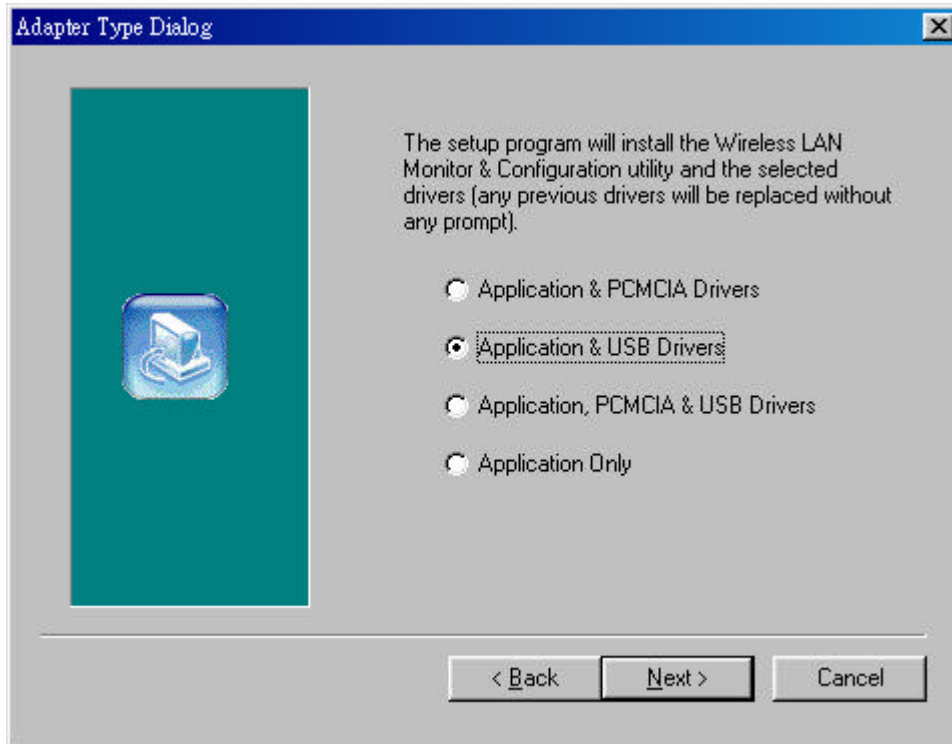 Adapter Type Dialog
The setup program will install the Wireless LAN
Monitor & Configuration utility and the selected
drivers (any previous drivers will be replaced without
any prompt).
Application & PCMCIA Drivers
Application & USB Drivers
Application, PCMCIA & USB Drivers
Application Only
< Back
Next >
Cancel